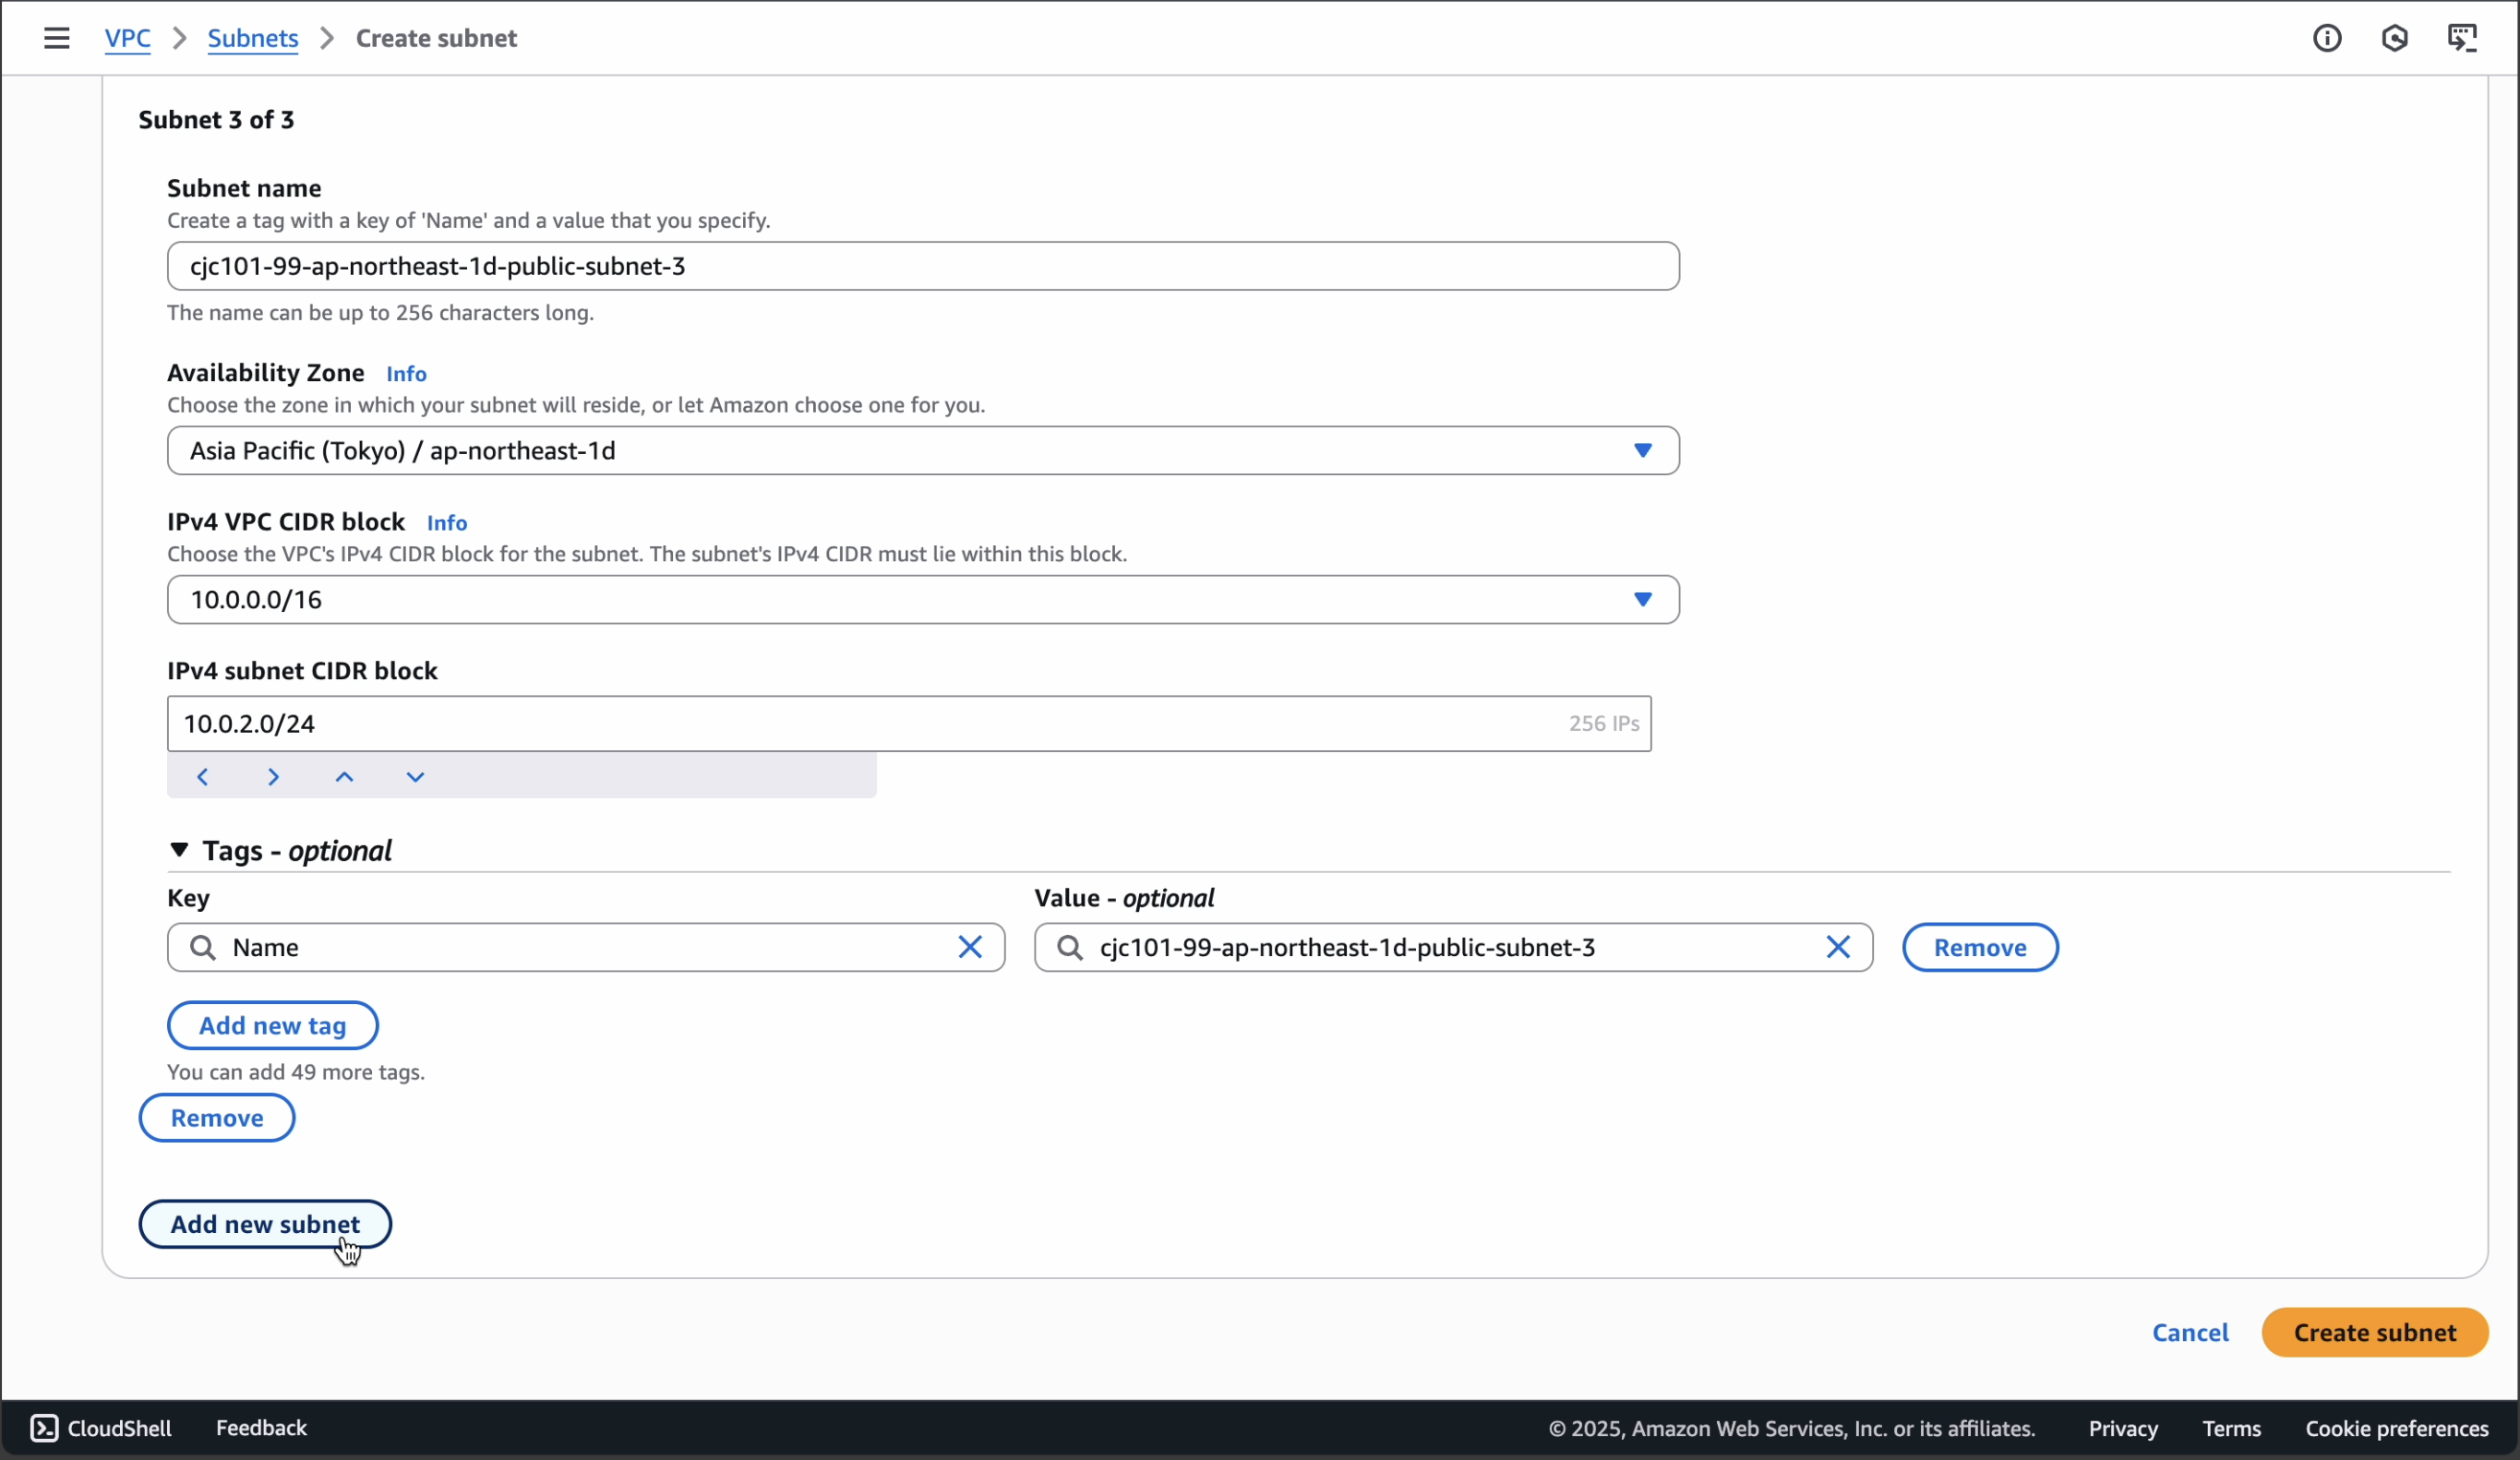 VPC > Subnets > Create subnet
Subnet 3 of 3
Subnet name
Create a tag with a key of 'Name' and a value that you specify.
cjc101-99-ap-northeast-1d-public-subnet-3
The name can be up to 256 characters long.
Availability Zone Info
Choose the zone in which your subnet will reside, or let Amazon choose one for you.
Asia Pacific (Tokyo) / ap-northeast-1d
IPv4 VPC CIDR block Info
Choose the VPC's IPv4 CIDR block for the subnet. The subnet's IPv4 CIDR must lie within this block.
10.0.0.0/16
IPv4 subnet CIDR block
10.0.2.0/24 256 IPs
Tags - optional
Key Value - optional
Name cjc101-99-ap-northeast-1d-public-subnet-3 Remove
Add new tag
You can add 49 more tags.
Remove
Add new subnet
Cancel Create subnet
CloudShell Feedback © 2025, Amazon Web Services, Inc. or its affiliates. Privacy Terms Cookie preferences